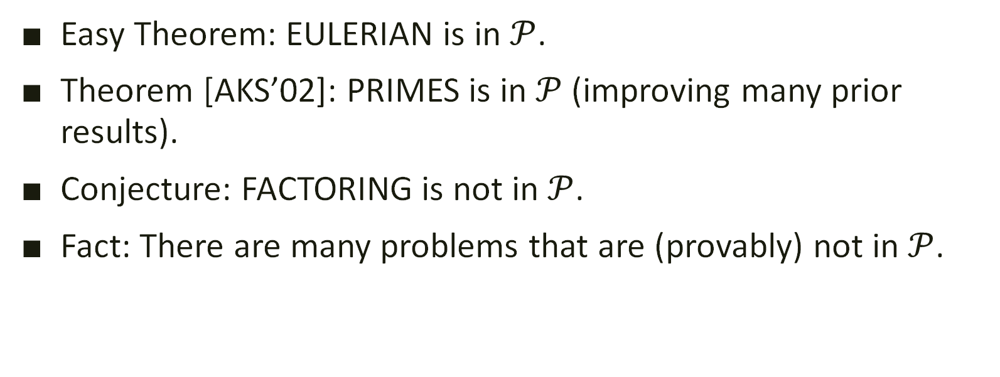 ■ Easy Theorem: EULERIAN is in 𝒫.
■ Theorem [AKS’02]: PRIMES is in 𝒫 (improving many prior
results).
■ Conjecture: FACTORING is not in 𝒫.
■ Fact: There are many problems that are (provably) not in 𝒫.